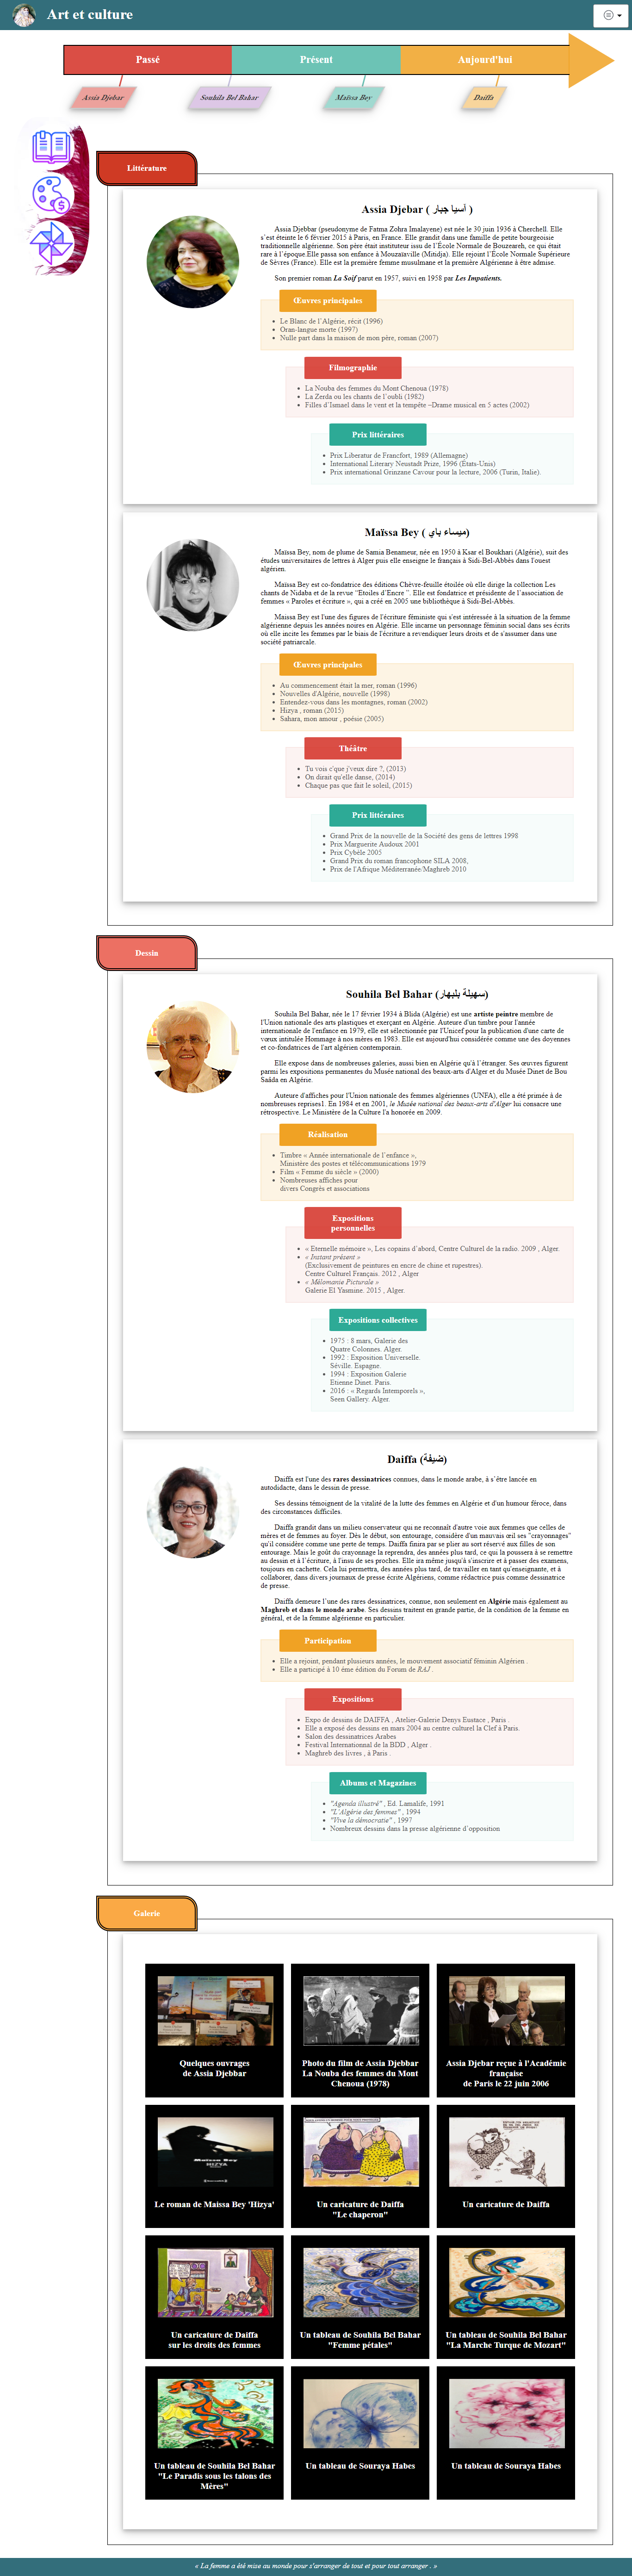 Art et culture
Passé
Présent
Aujourd'hui
Assia Djebar
Souhila Bel Bahar
Maissa Bey
Daiffa
Littérature
Assia Djebar ( آسيا جبار )
Assia Djebbar (pseudonyme de Fatma Zohra Imalayene) est née le 30 juin 1936 à Cherchell. Elle
s'est éteinte le 6 février 2015 à Paris, en France. Elle grandit dans une famille de petite bourgeoisie
traditionnelle algérienne. Son père était instituteur issu de l'École Normale de Bouzareah, ce qui était
rare à l'époque.Elle passa son enfance à Mouzaïaville (Mitidja). Elle rejoint l'École Normale Supérieure
de Sèvres (France). Elle est la première femme musulmane et la première Algérienne à être admise.
Son premier roman La Soif parut en 1957, suivi en 1958 par Les Impatients.
Œuvres principales
Le Blanc de l'Algérie, récit (1996)
Oran-langue morte (1997)
Nulle part dans la maison de mon père, roman (2007)
Filmographie
La Nouba des femmes du Mont Chenoua (1978)
La Zerda ou les chants de l'oubli (1982)
Filles d'Ismael dans le vent et la tempête –Drame musical en 5 actes (2002)
Prix littéraires
Prix Liberatur de Francfort, 1989 (Allemagne)
International Literary Neustadt Prize, 1996 (États-Unis)
Prix international Grinzane Cavour pour la lecture, 2006 (Turin, Italie).
Maïssa Bey ( ميساء باي)
Maïssa Bey, nom de plume de Samia Benameur, née en 1950 à Ksar el Boukhari (Algérie), suit des
études universitaires de lettres à Alger puis elle enseigne le français à Sidi-Bel-Abbès dans l'ouest
algérien.
Maissa Bey est co-fondatrice des éditions Chèvre-feuille étoilée où elle dirige la collection Les
chants de Nidaba et de la revue "Etoiles d'Encre ". Elle est fondatrice et présidente de l'association de
femmes « Paroles et écriture », qui a créé en 2005 une bibliothèque à Sidi-Bel-Abbès.
Maissa Bey est l'une des figures de l'écriture féministe qui s'est intéressée à la situation de la femme
algérienne depuis les années noires en Algérie. Elle incarne un personnage féminin social dans ses écrits
où elle incite les femmes par le biais de l'écriture a revendiquer leurs droits et de s'assumer dans une
société patriarcale.
Œuvres principales
Au commencement était la mer, roman (1996)
Nouvelles d'Algérie, nouvelle (1998)
Entendez-vous dans les montagnes, roman (2002)
Hizya , roman (2015)
Sahara, mon amour , poésie (2005)
Théâtre
Tu vois c'que j'veux dire ?, (2013)
On dirait qu'elle danse, (2014)
Chaque pas que fait le soleil, (2015)
Prix littéraires
Grand Prix de la nouvelle de la Société des gens de lettres 1998
Prix Marguerite Audoux 2001
Prix Cybèle 2005
Grand Prix du roman francophone SILA 2008,
Prix de l'Afrique Méditerranée/Maghreb 2010
Dessin
Souhila Bel Bahar (سهيلة بلبهار)
Souhila Bel Bahar, née le 17 février 1934 à Blida (Algérie) est une artiste peintre membre de
l'Union nationale des arts plastiques et exerçant en Algérie. Auteure d'un timbre pour l'année
internationale de l'enfance en 1979, elle est sélectionnée par l'Unicef pour la publication d'une carte de
vœux intitulée Hommage à nos mères en 1983. Elle est aujourd'hui considérée comme une des doyennes
et co-fondatrices de l'art algérien contemporain.
Elle expose dans de nombreuses galeries, aussi bien en Algérie qu'à l'étranger. Ses œuvres figurent
parmi les expositions permanentes du Musée national des beaux-arts d'Alger et du Musée Dinet de Bou
Saâda en Algérie.
Auteure d'affiches pour l'Union nationale des femmes algériennes (UNFA), elle a été primée à de
nombreuses reprises1. En 1984 et en 2001, le Musée national des beaux-arts d'Alger lui consacre une
rétrospective. Le Ministère de la Culture l'a honorée en 2009.
Réalisation
Timbre « Année internationale de l'enfance »,
Ministère des postes et télécommunications 1979
Film « Femme du siècle » (2000)
Nombreuses affiches pour
divers Congrès et associations
Expositions
personnelles
« Eternelle mémoire », Les copains d'abord, Centre Culturel de la radio. 2009 , Alger.
« Instant présent »
(Exclusivement de peintures en encre de chine et rupestres).
Centre Culturel Français. 2012 , Alger
« Mélomanie Picturale »
Galerie El Yasmine. 2015 , Alger.
Expositions collectives
1975 : 8 mars, Galerie des
Quatre Colonnes. Alger.
1992 : Exposition Universelle.
Séville. Espagne.
1994 : Exposition Galerie
Etienne Dinet. Paris.
2016 : « Regards Intemporels »,
Seen Gallery. Alger.
Daiffa (ضيفة)
Daiffa est l'une des rares dessinatrices connues, dans le monde arabe, à s'être lancée en
autodidacte, dans le dessin de presse.
Ses dessins témoignent de la vitalité de la lutte des femmes en Algérie et d'un humour féroce, dans
des circonstances difficiles.
Daiffa grandit dans un milieu conservateur qui ne reconnaît d'autre voie aux femmes que celles de
mères et de femmes au foyer. Dès le début, son entourage, considère d'un mauvais œil ses "crayonnages"
qu'il considère comme une perte de temps. Daiffa finira par se plier au sort réservé aux filles de son
entourage. Mais le goût du crayonnage la reprendra, des années plus tard, ce qui la poussera à se remettre
au dessin et à l'écriture, à l'insu de ses proches. Elle ira même jusqu'à s'inscrire et à passer des examens,
toujours en cachette. Cela lui permettra, des années plus tard, de travailler en tant qu'enseignante, et à
collaborer, dans divers journaux de presse écrite Algériens, comme rédactrice puis comme dessinatrice
de presse.
Daiffa demeure l'une des rares dessinatrices, connue, non seulement en Algérie mais également au
Maghreb et dans le monde arabe. Ses dessins traitent en grande partie, de la condition de la femme en
général, et de la femme algérienne en particulier.
Participation
Elle a rejoint, pendant plusieurs années, le mouvement associatif féminin Algérien .
Elle a participé à 10 éme édition du Forum de RAJ .
Expositions
Expo de dessins de DAIFFA , Atelier-Galerie Denys Eustace , Paris .
Elle a exposé des dessins en mars 2004 au centre culturel la Clef à Paris.
Salon des dessinatrices Arabes
Festival Internationnal de la BDD , Alger .
Maghreb des livres , à Paris .
Albums et Magazines
"Agenda illustré" , Ed. Lamalife, 1991
"L'Algérie des femmes" , 1994
"Vive la démocratie" , 1997
Nombreux dessins dans la presse algérienne d'opposition
Galerie
Quelques ouvrages
de Assia Djebbar
Photo du film de Assia Djebbar
La Nouba des femmes du Mont
Chenoua (1978)
Assia Djebar reçue à l'Académie
française
de Paris le 22 juin 2006
Maissa Bey
HIZYA
Le roman de Maissa Bey 'Hizya'
Un caricature de Daiffa
"Le chaperon"
Un caricature de Daiffa
Un caricature de Daiffa
sur les droits des femmes
Un tableau de Souhila Bel Bahar
"Femme pétales"
Un tableau de Souhila Bel Bahar
"La Marche Turque de Mozart"
Un tableau de Souhila Bel Bahar
"Le Paradis sous les talons des
Mères"
Un tableau de Souraya Habes
Un tableau de Souraya Habes
« La femme a été mise au monde pour s'arranger de tout et pour tout arranger . »